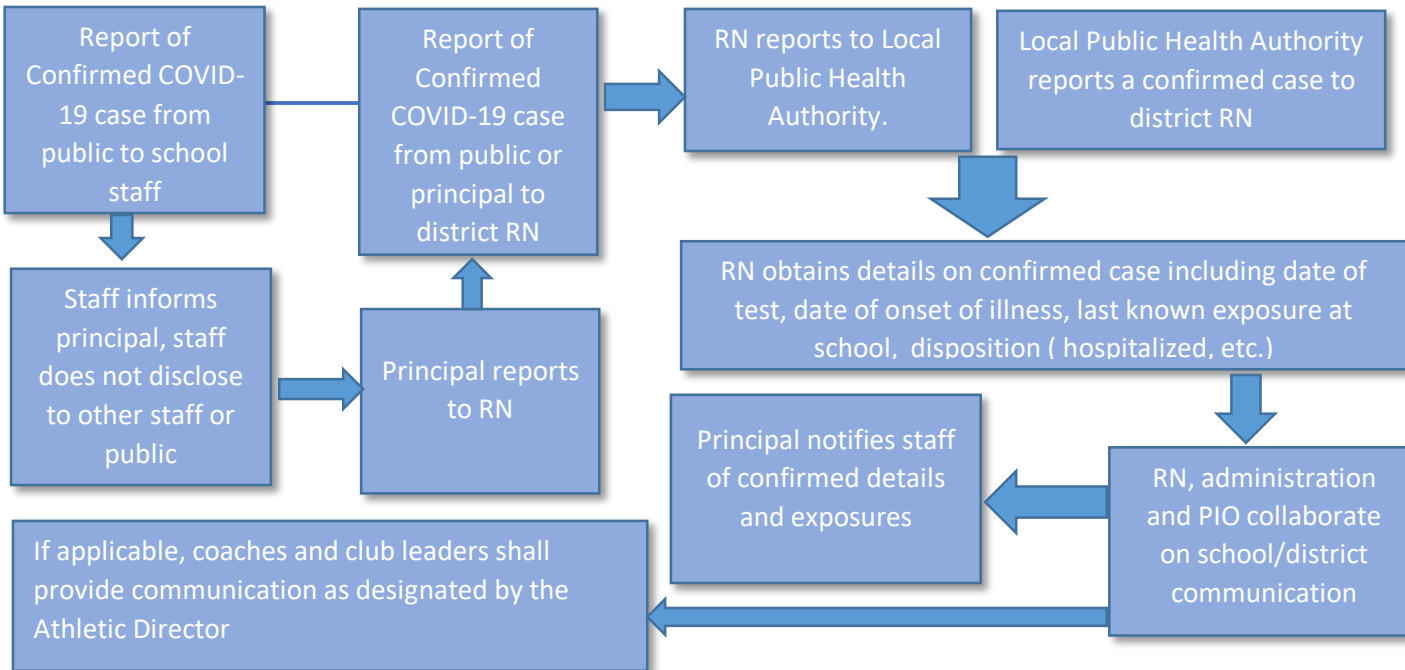 Report of
Confirmed COVID-
19 case from
public to school
staff
Report of
Confirmed
COVID-19 case
from public or
principal to
district RN
RN reports to Local
Public Health
Authority.
Local Public Health Authority
reports a confirmed case to
district RN
Staff informs
principal, staff
does not disclose
to other staff or
public
Principal reports
to RN
RN obtains details on confirmed case including date of
test, date of onset of illness, last known exposure at
school, disposition ( hospitalized, etc.)
Principal notifies staff
of confirmed details
and exposures
RN, administration
and PIO collaborate
on school/district
communication
If applicable, coaches and club leaders shall
provide communication as designated by the
Athletic Director